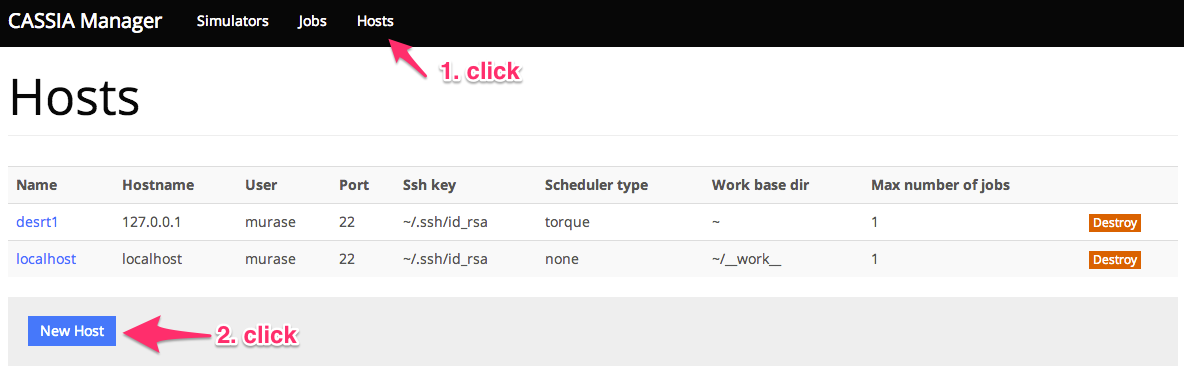 CASSIA Manager Simulators Jobs Hosts
1. click
Hosts
Name Hostname User Port Ssh key Scheduler type Work base dir Max number of jobs
desrt1 127.0.0.1 murase 22 ~/.ssh/id_rsa torque ~ 1 Destroy
localhost localhost murase 22 ~/.ssh/id_rsa none ~/__work__ 1 Destroy
New Host 2. click